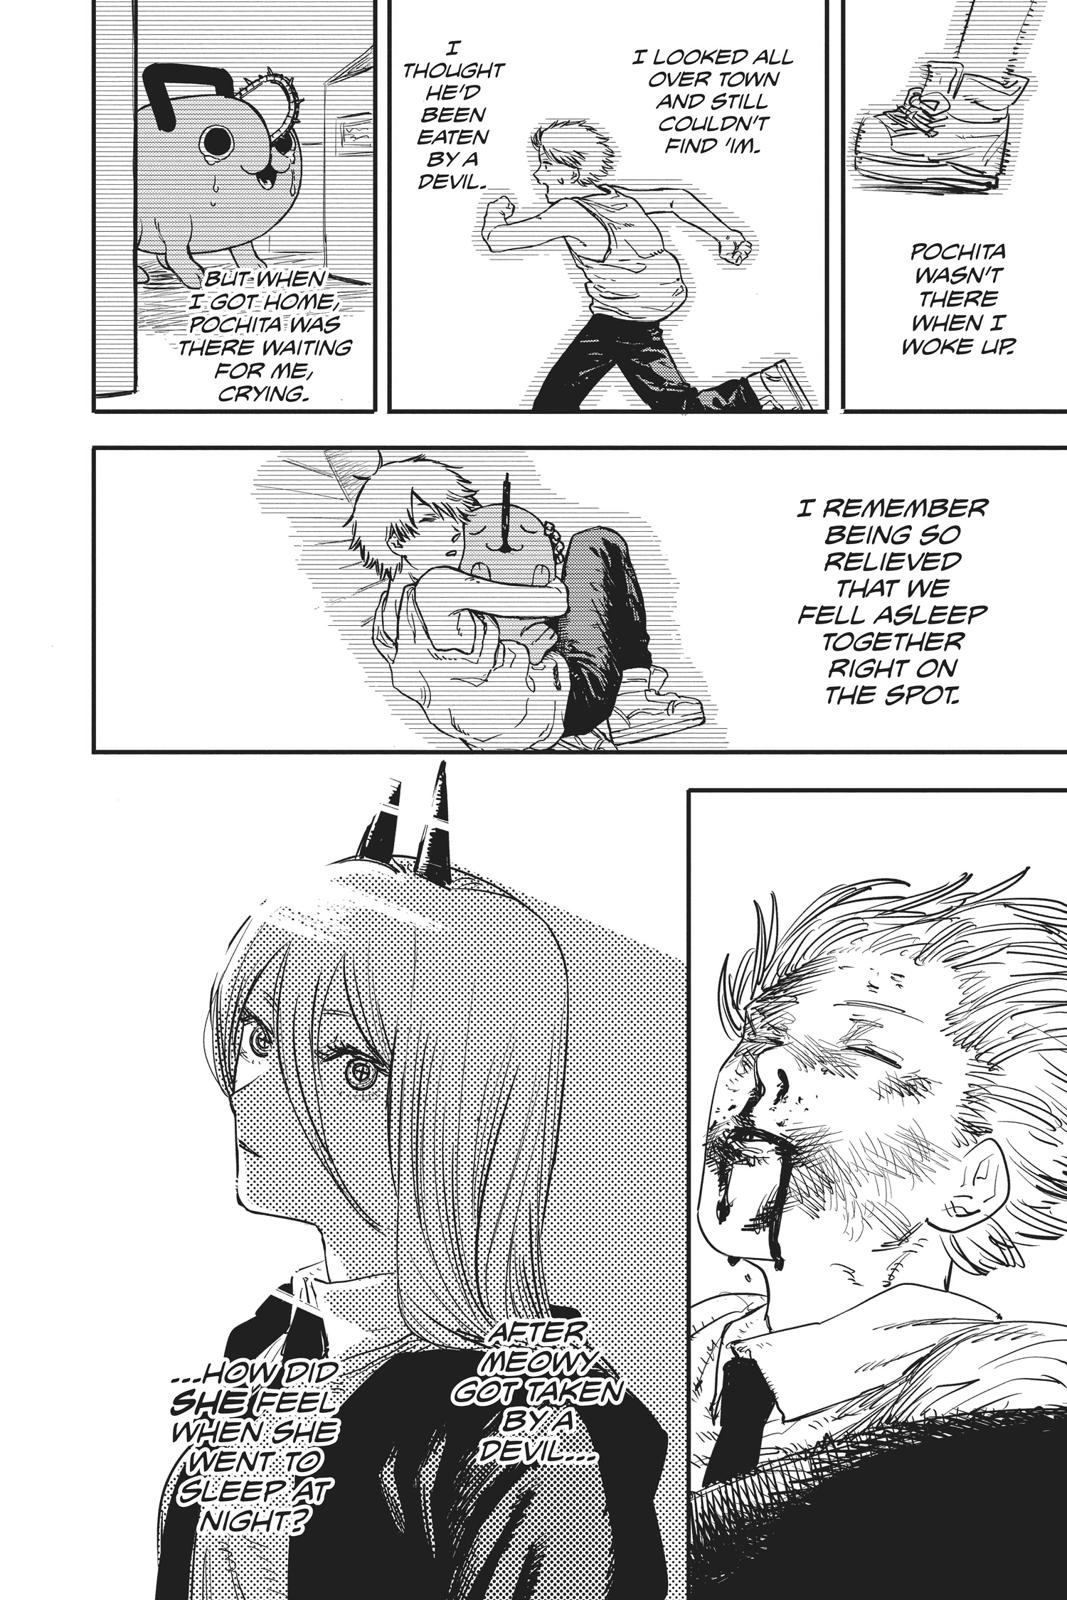 POCHITA
WASN'T
THERE
WHEN I
WOKE UP.
I LOOKED ALL
OVER TOWN
AND STILL
COULDN'T
FIND 'IM.
I
THOUGHT
HE'D
BEEN
EATEN
BY A
DEVIL.
BUT WHEN
I GOT HOME,
POCHITA WAS
THERE WAITING
FOR ME,
CRYING.
I REMEMBER
BEING SO
RELIEVED
THAT WE
FELL ASLEEP
TOGETHER
RIGHT ON
THE SPOT.
AFTER
MEOWY
GOT TAKEN
BY A
DEVIL...
...HOW DID
SHE FEEL
WHEN SHE
WENT TO
SLEEP AT
NIGHT?